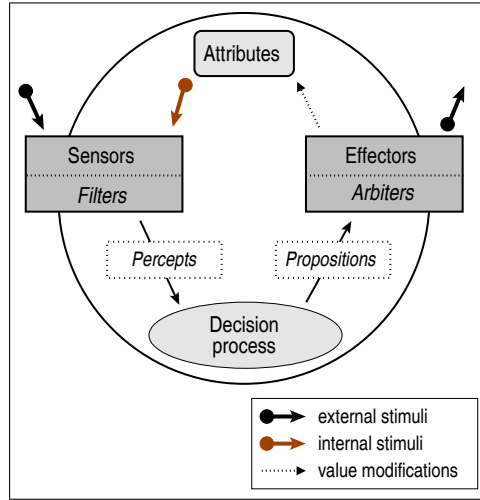 Attributes
Sensors
Filters
Effectors
Arbiters
Percepts
Propositions
Decision
process
external stimuli
internal stimuli
value modifications